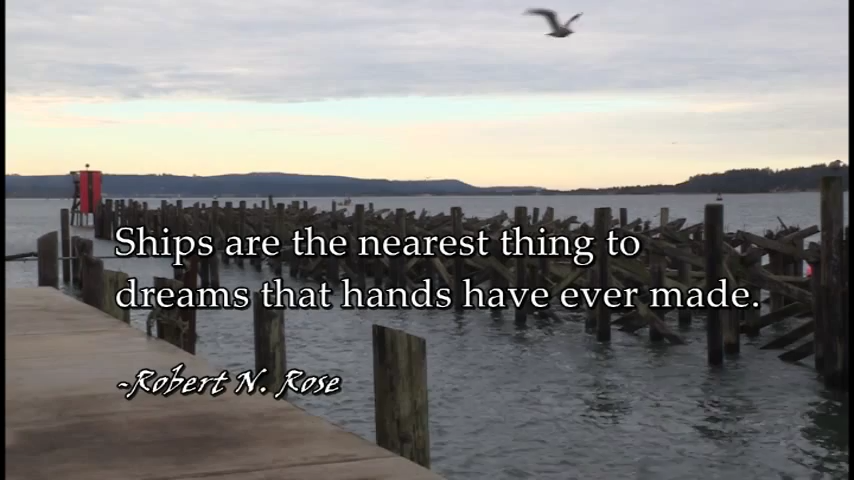 Ships are the nearest thing to
dreams that hands have ever made.
~Robert N. Rose